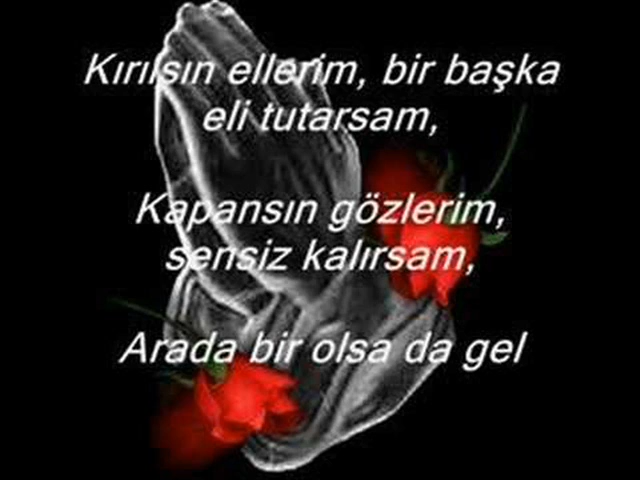 Kırılsın ellerim, bir başka
eli tutarsam,
Kapansın gözlerim,
sensiz kalırsam,
Arada bir olsa da gel